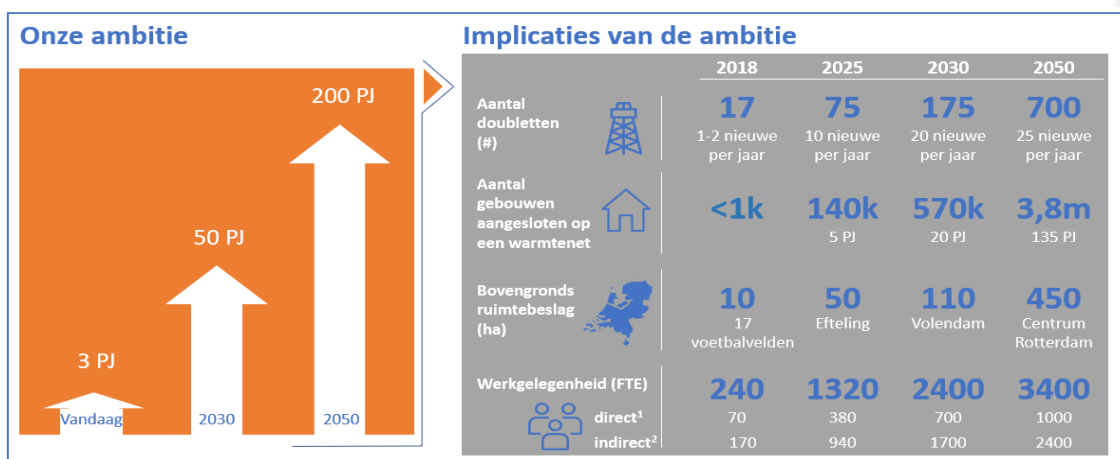 Onze ambitie
200 PJ
50 PJ
3 PJ
Vandaag
2030
2050
Implicaties van de ambitie
2018 2025 2030 2050
Aantal
doubletten
(#)
17 75 175 700
1-2 nieuwe 10 nieuwe 20 nieuwe 25 nieuwe
per jaar per jaar per jaar per jaar
Aantal
gebouwen
aangesloten op
een warmtenet
<1k 140k 570k 3,8m
5 PJ 20 PJ 135 PJ
Bovengronds
ruimtebeslag
(ha)
10 50 110 450
17 Efteling Volendam Centrum
voetbalvelden Rotterdam
Werkgelegenheid (FTE) 240 1320 2400 3400
direct¹ 70 380 700 1000
indirect² 170 940 1700 2400